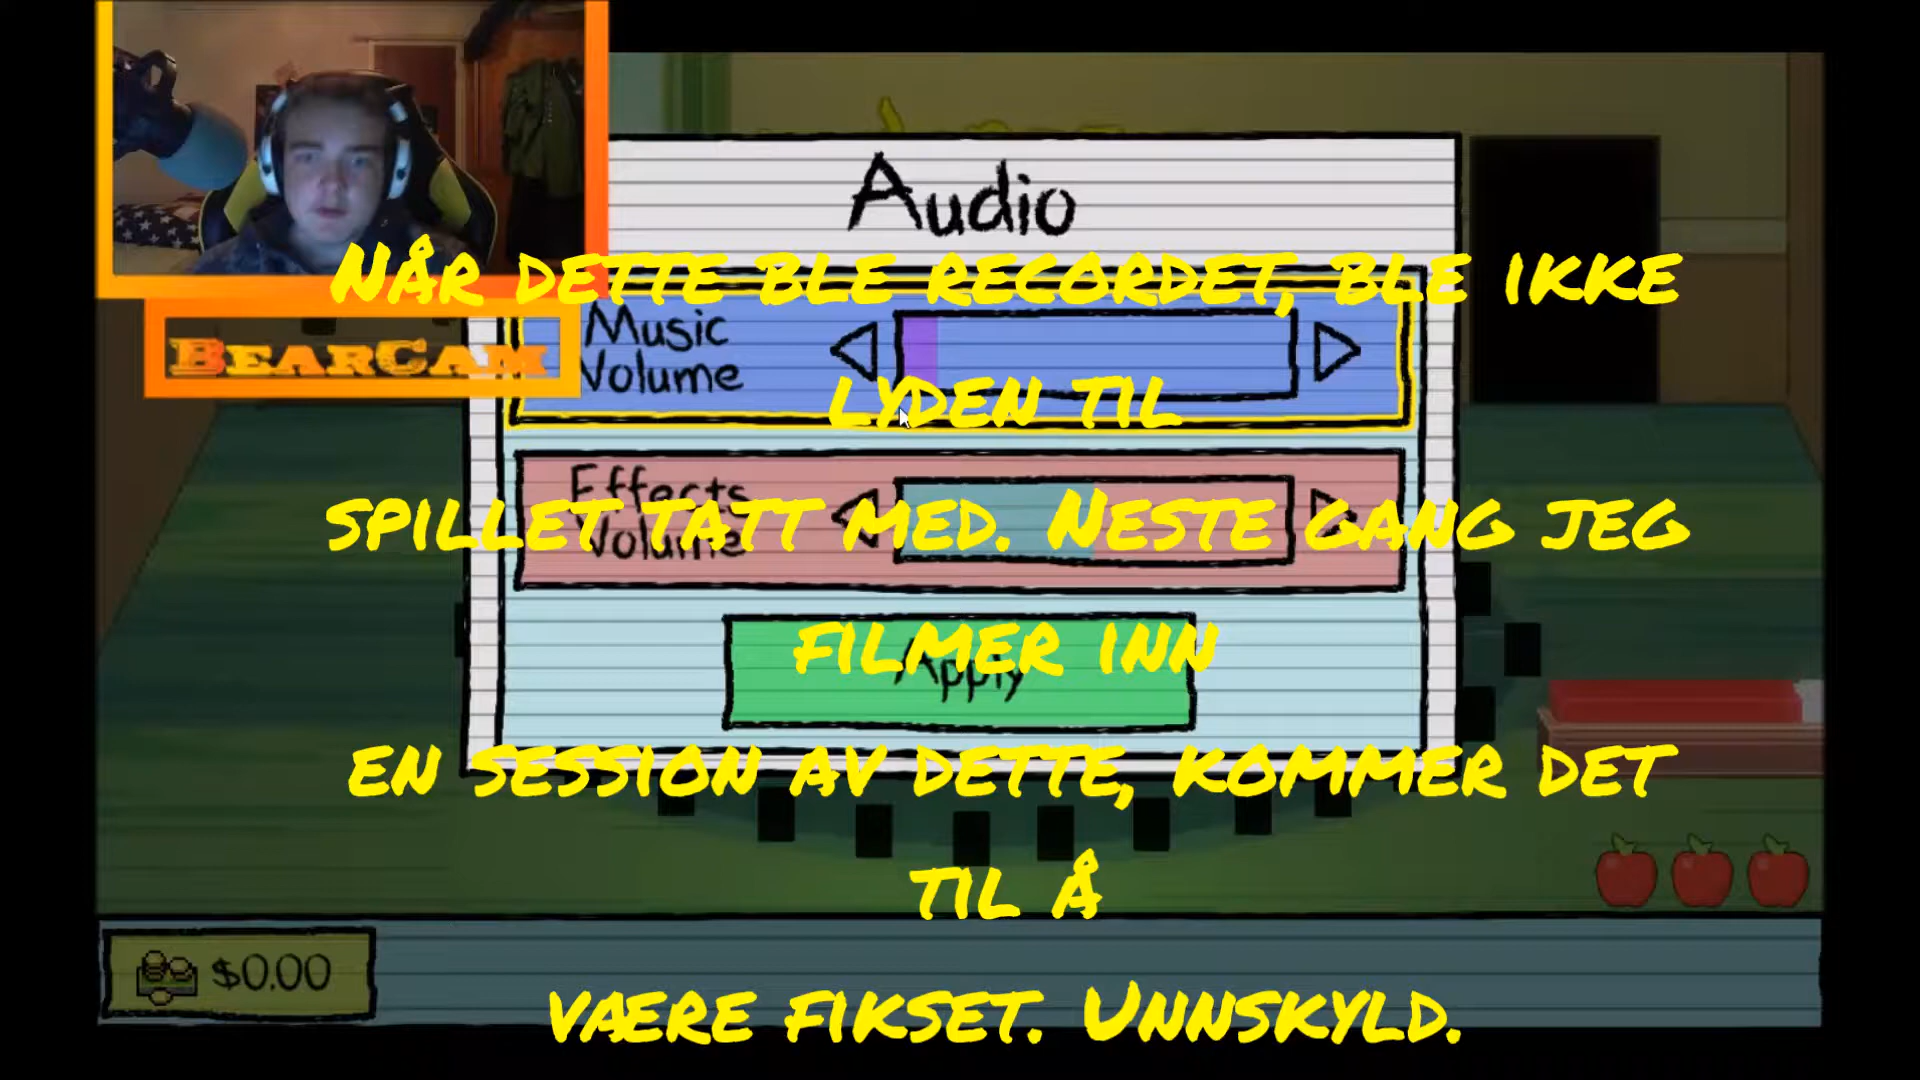 Audio
NÅR DETTE BLE RECORDET, BLE IKKE
Music
Volume
BEARCAM
LYDEN TIL
Effects
Volume
SPILLET TATT MED. NESTE GANG JEG
FILMER INN
Apply
EN SESSION AV DETTE, KOMMER DET
TIL Å
$0.00
VÆRE FIKSET. UNNSKYLD.